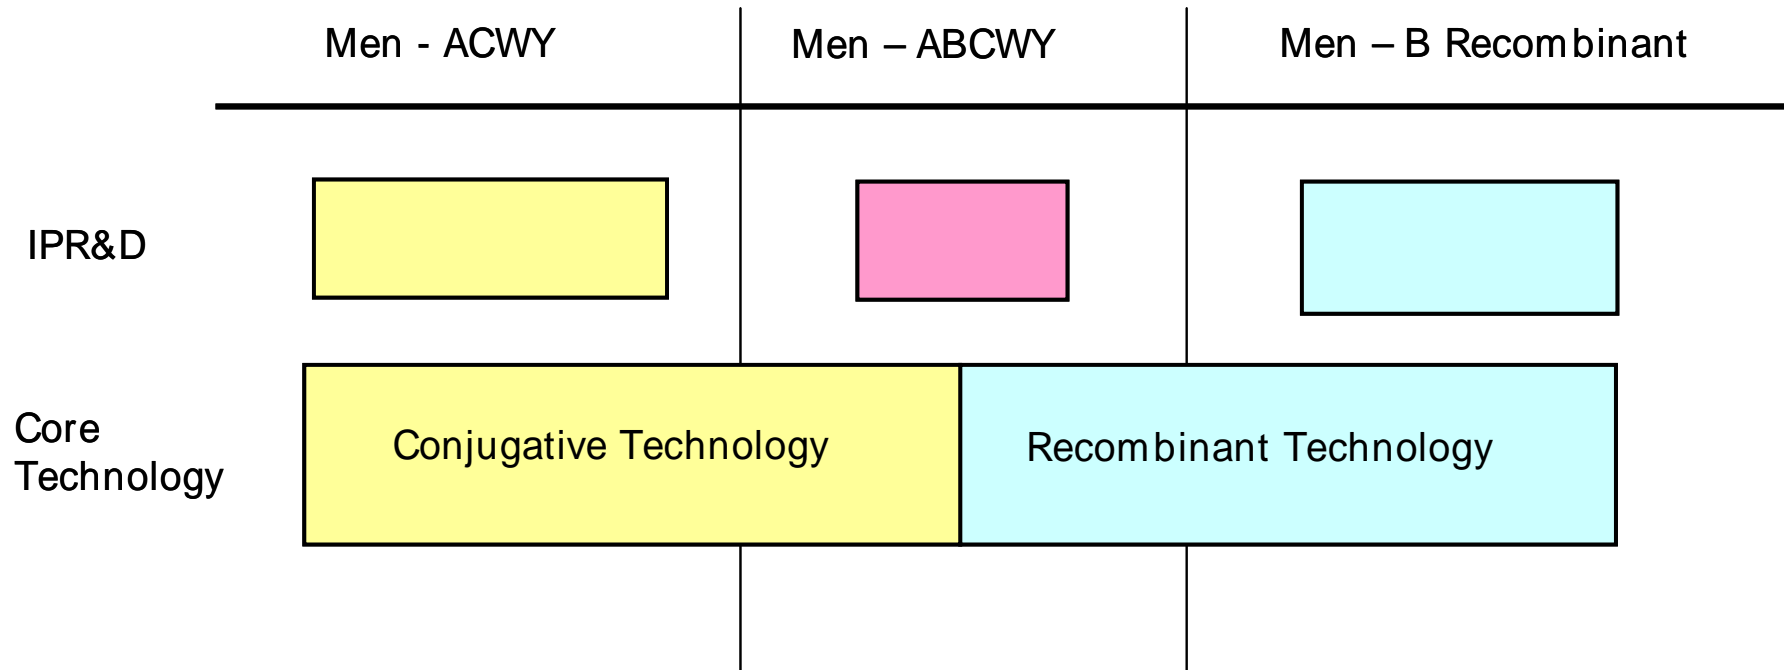 Men - ACWY
Men – ABCWY
Men – B Recombinant
IPR&D
Core
Technology
Conjugative Technology
Recombinant Technology